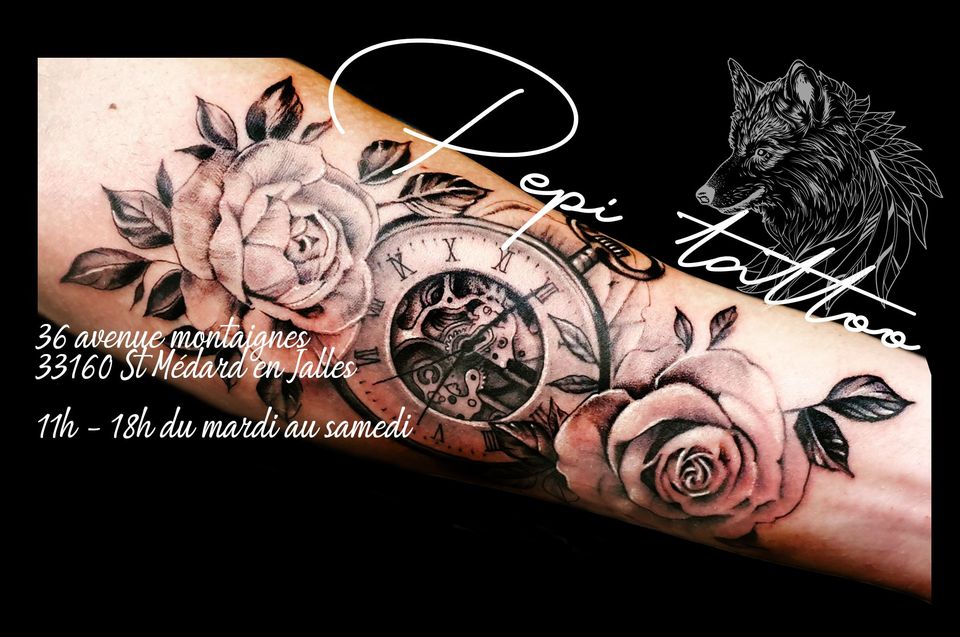 Pepi tattoo
36 avenue montaignes
33160 St Médard en Jalles
11h - 18h du mardi au samedi